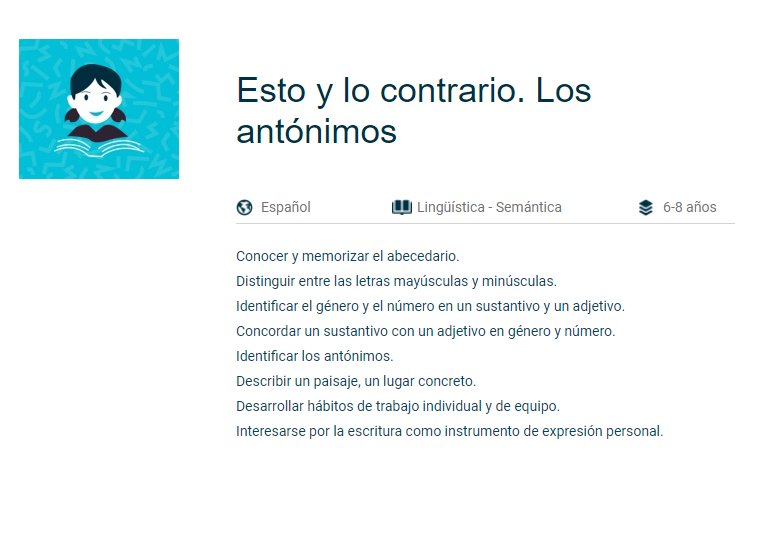 Esto y lo contrario. Los
antónimos
Español
Lingüística - Semántica
6-8 años
Conocer y memorizar el abecedario.
Distinguir entre las letras mayúsculas y minúsculas.
Identificar el género y el número en un sustantivo y un adjetivo.
Concordar un sustantivo con un adjetivo en género y número.
Identificar los antónimos.
Describir un paisaje, un lugar concreto.
Desarrollar hábitos de trabajo individual y de equipo.
Interesarse por la escritura como instrumento de expresión personal.